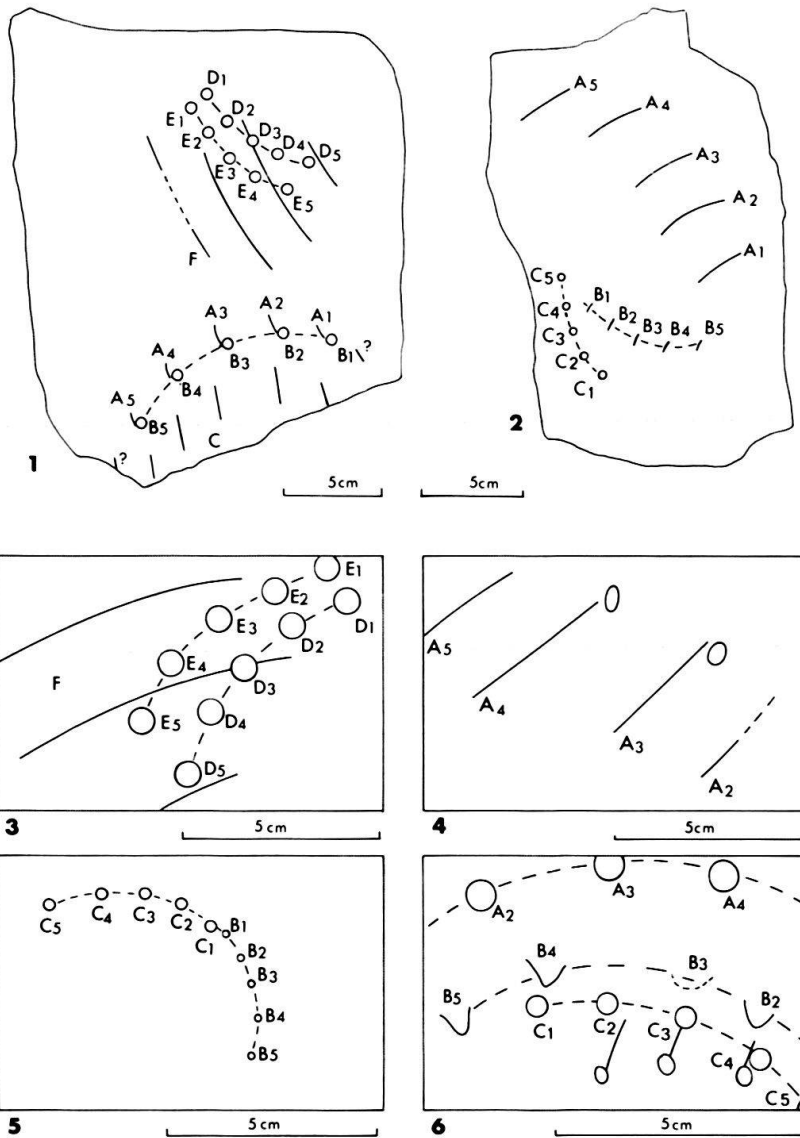 D1
D2
E1
E2
D3
D4
D5
E3
E4
E5
F
A3
A2
A1
A4
B3
B2
B1
?
A5
B4
B5
C
?
1
5cm
A5
A4
A3
A2
A1
C5
B1
C4
B2
B3
B4
B5
C3
C2
C1
2
5cm
E1
E2
D1
E3
D2
E4
D3
F
E5
D4
D5
3
5cm
A5
A4
A3
A2
4
5cm
C5
C4
C3
C2
C1
B1
B2
B3
B4
B5
5
5cm
A2
A3
A4
B4
B3
B5
B2
C1
C2
C3
C4
C5
6
5cm